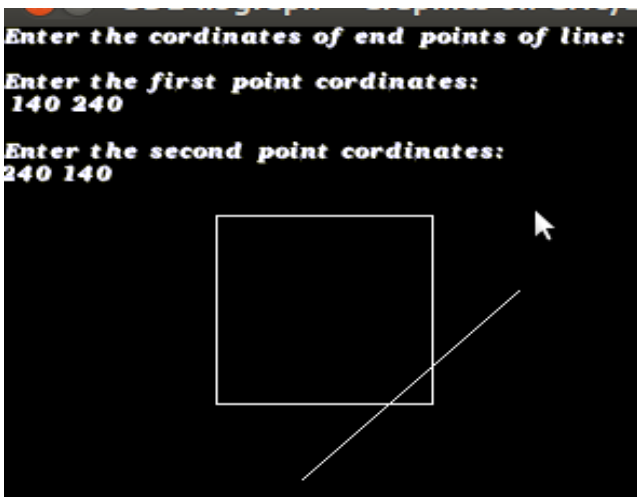 Enter the cordinates of end points of line:
Enter the first point cordinates:
140 240
Enter the second point cordinates:
240 140